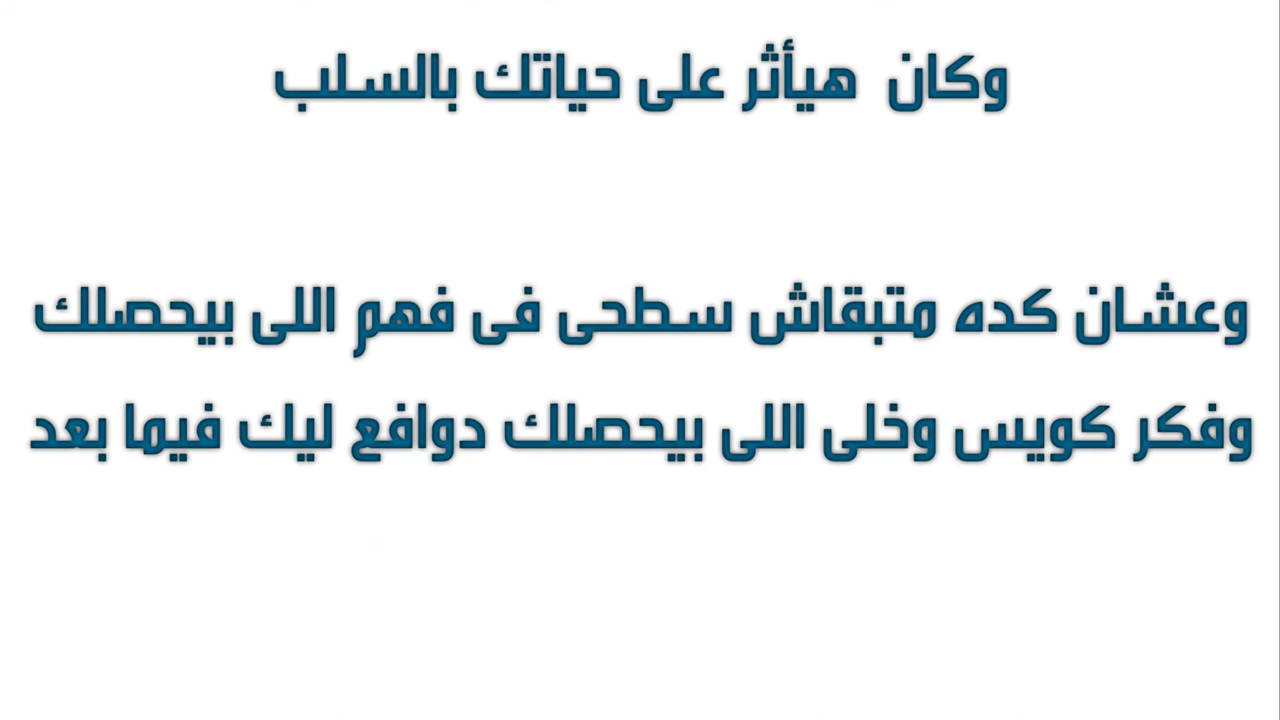 وكان هيأثر على حياتك بالسلب
وعشان كده متبقاش سطحى فى فهم اللى بيحصلك
وفكر كويس وخلى اللى بيحصلك دوافع ليك فيما بعد